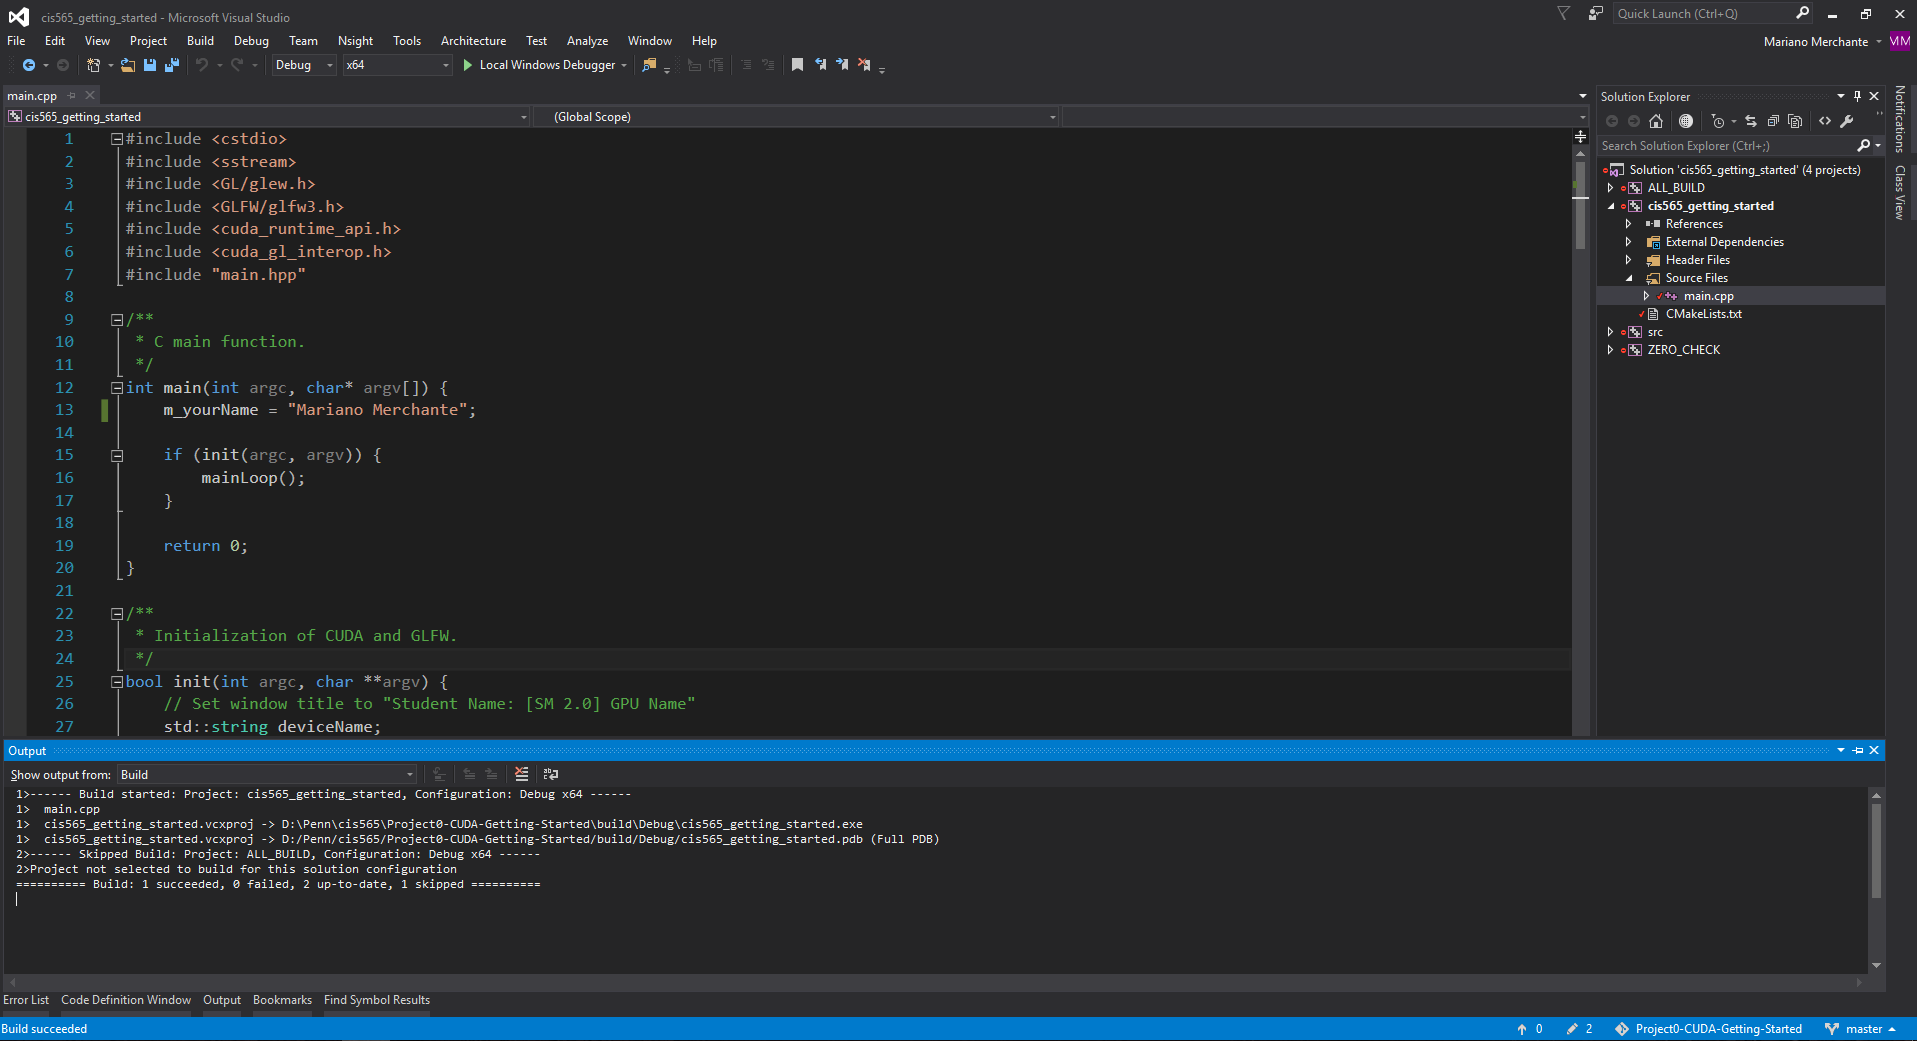 cis565_getting_started - Microsoft Visual Studio
Quick Launch (Ctrl+Q)
File Edit View Project Build Debug Team Nsight Tools Architecture Test Analyze Window Help
Mariano Merchante MM
Debug x64 Local Windows Debugger
main.cpp
cis565_getting_started (Global Scope)
1 #include <cstdio>
2 #include <sstream>
3 #include <GL/glew.h>
4 #include <GLFW/glfw3.h>
5 #include <cuda_runtime_api.h>
6 #include <cuda_gl_interop.h>
7 #include "main.hpp"
8
9 /**
10 * C main function.
11 */
12 int main(int argc, char* argv[]) {
13 m_yourName = "Mariano Merchante";
14
15 if (init(argc, argv)) {
16 mainLoop();
17 }
18
19 return 0;
20 }
21
22 /**
23 * Initialization of CUDA and GLFW.
24 */
25 bool init(int argc, char **argv) {
26 // Set window title to "Student Name: [SM 2.0] GPU Name"
27 std::string deviceName;
Solution Explorer
Search Solution Explorer (Ctrl+;)
Solution 'cis565_getting_started' (4 projects)
ALL_BUILD
cis565_getting_started
References
External Dependencies
Header Files
Source Files
main.cpp
CMakeLists.txt
src
ZERO_CHECK
Notifications
Class View
Output
Show output from: Build
1>------ Build started: Project: cis565_getting_started, Configuration: Debug x64 ------
1> main.cpp
1> cis565_getting_started.vcxproj -> D:\Penn\cis565\Project0-CUDA-Getting-Started\build\Debug\cis565_getting_started.exe
1> cis565_getting_started.vcxproj -> D:/Penn/cis565/Project0-CUDA-Getting-Started/build/Debug/cis565_getting_started.pdb (Full PDB)
2>------ Skipped Build: Project: ALL_BUILD, Configuration: Debug x64 ------
2>Project not selected to build for this solution configuration
========== Build: 1 succeeded, 0 failed, 2 up-to-date, 1 skipped ==========
Error List Code Definition Window Output Bookmarks Find Symbol Results
Build succeeded 0 2 Project0-CUDA-Getting-Started master